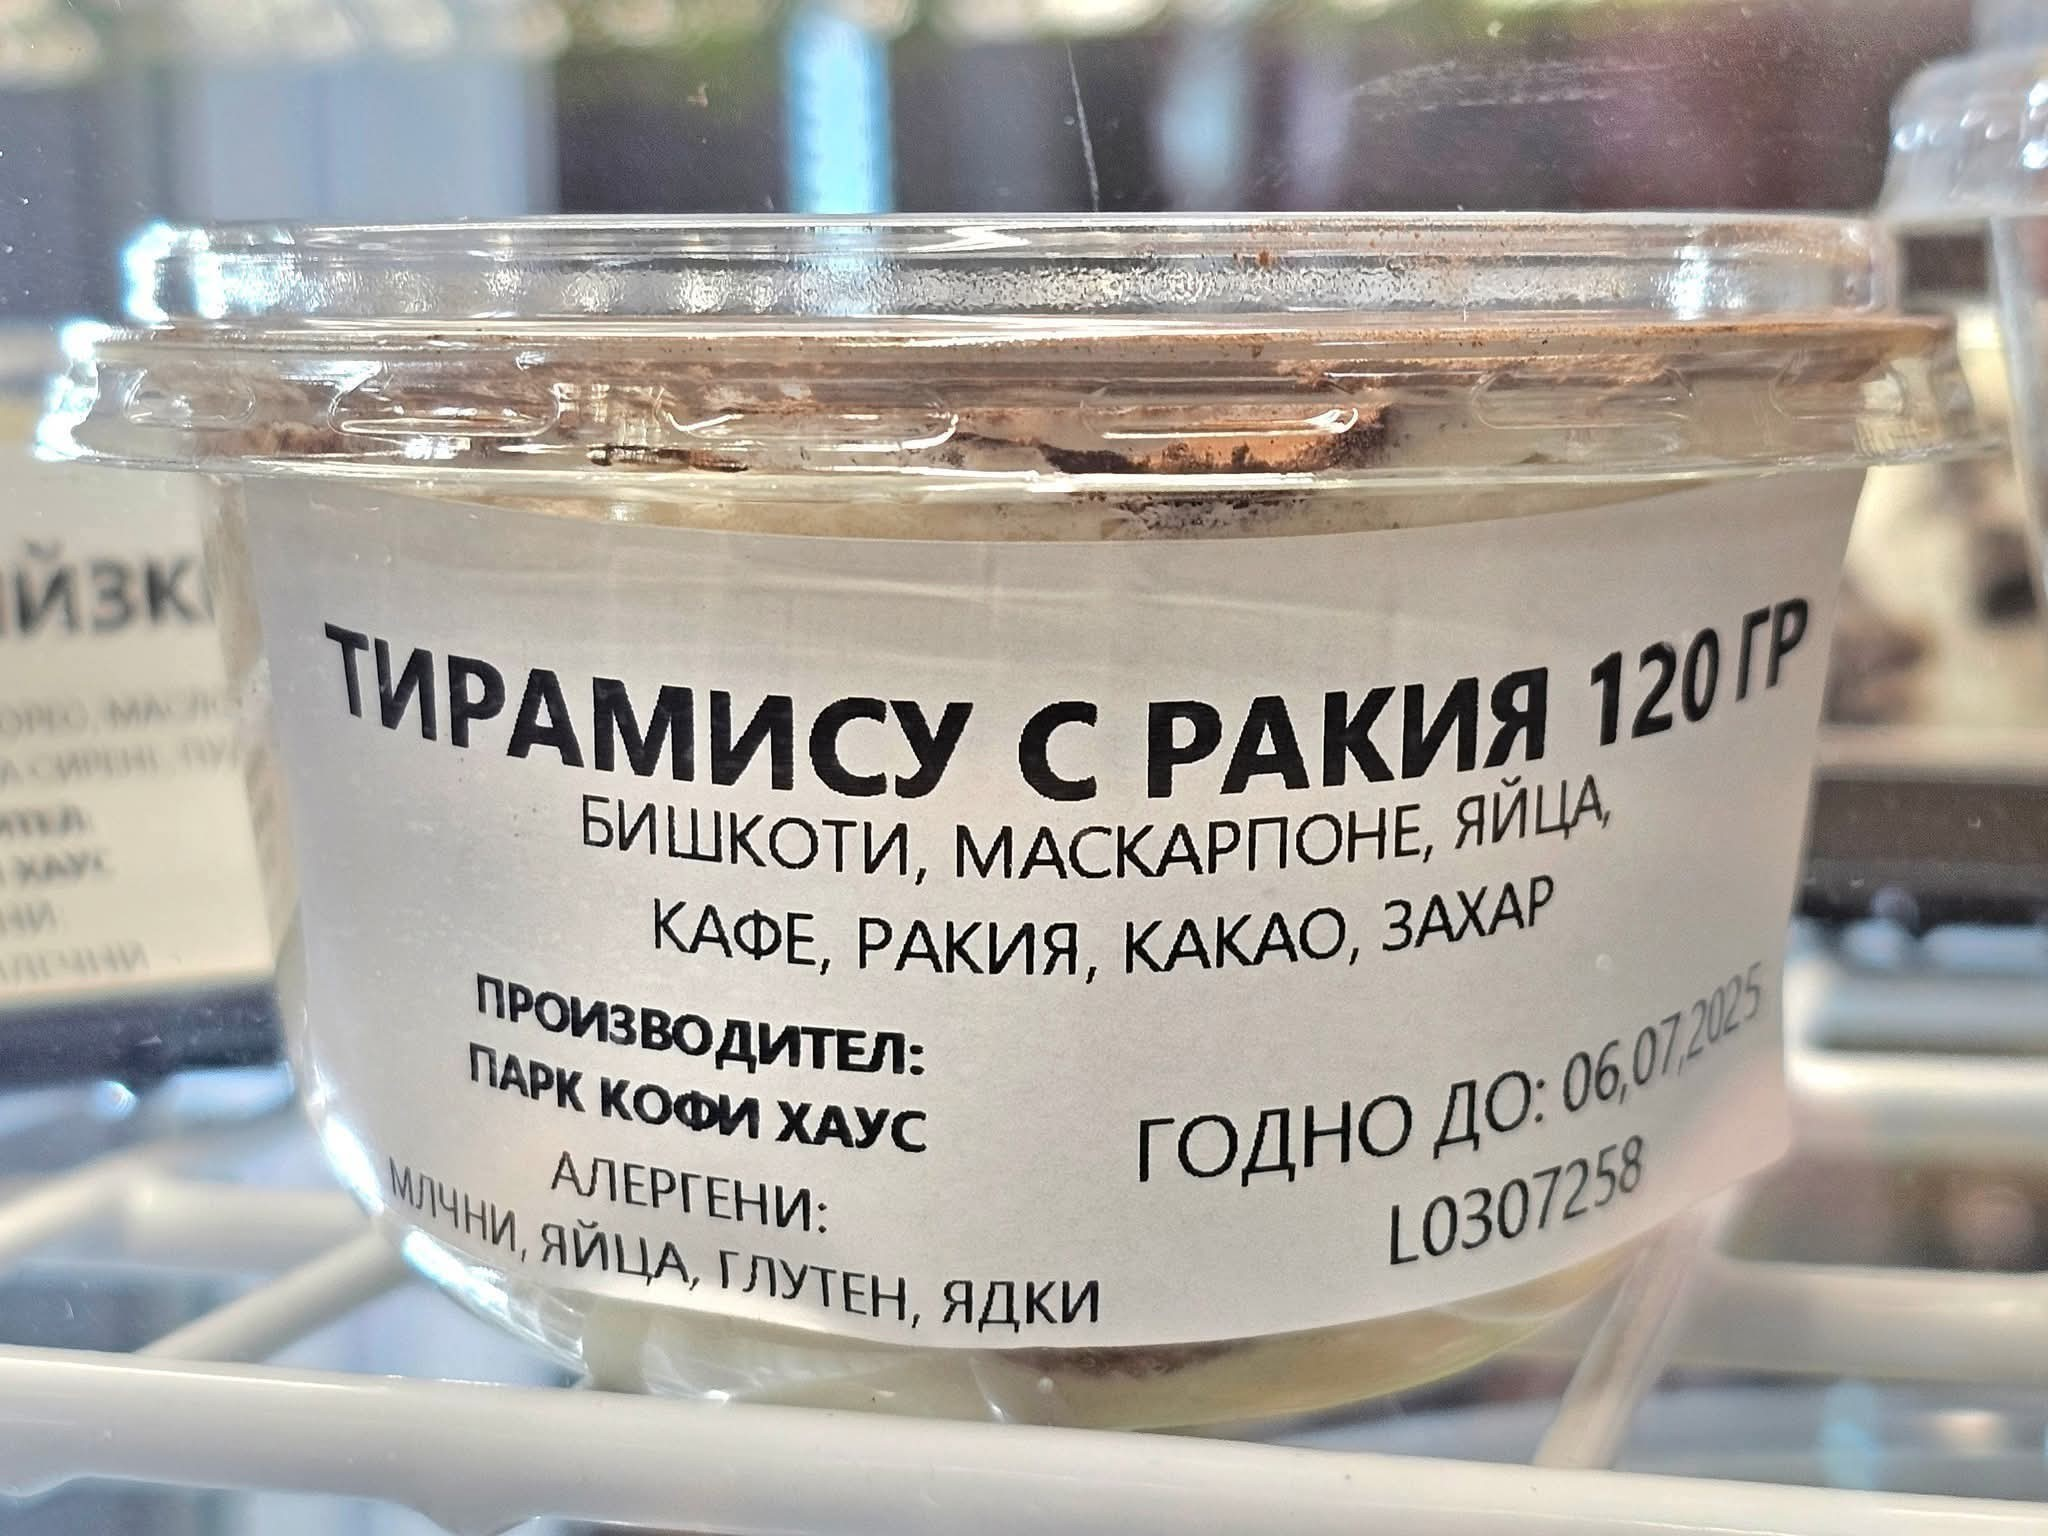 ТИРАМИСУ С РАКИЯ 120 ГР
БИШКОТИ, МАСКАРПОНЕ, ЯЙЦА,
КАФЕ, РАКИЯ, КАКАО, ЗАХАР
ПРОИЗВОДИТЕЛ:
ПАРК КОФИ ХАУС
АЛЕРГЕНИ:
МЛЧНИ, ЯЙЦА, ГЛУТЕН, ЯДКИ
ГОДНО ДО: 06,07,2025
L0307258